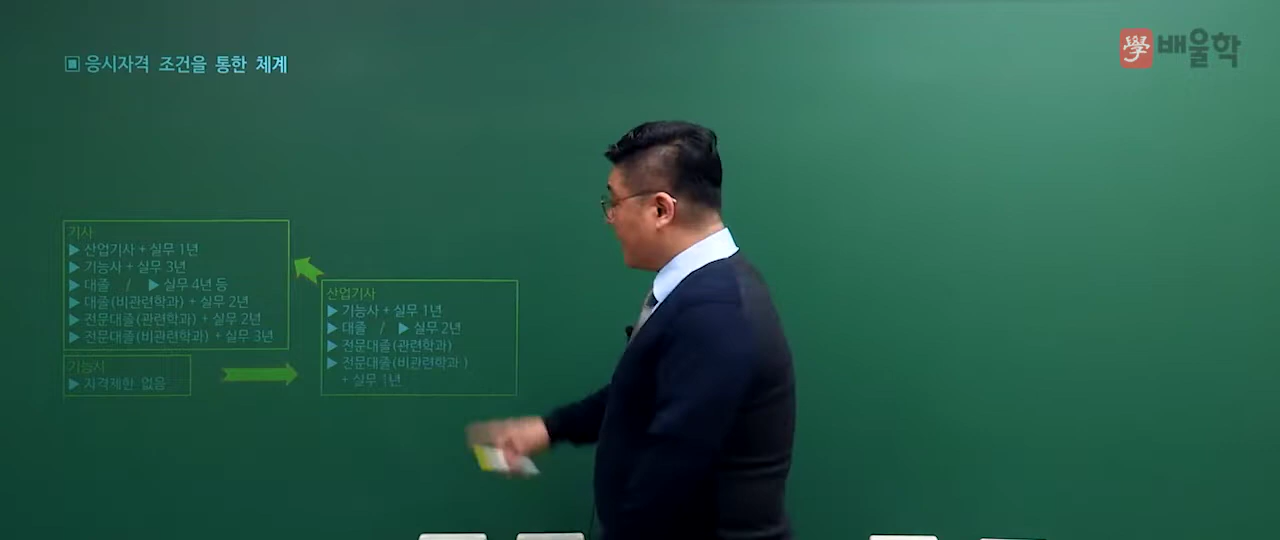 ▣ 응시자격 조건을 통한 체계
學 배울학
기사
▶ 산업기사 + 실무 1년
▶ 기능사 + 실무 3년
▶ 대졸 / ▶ 실무 4년 등
▶ 대졸(비관련학과) + 실무 2년
▶ 전문대졸(관련학과) + 실무 2년
▶ 전문대졸(비관련학과) + 실무 3년
기능사
▶ 자격제한 없음
산업기사
▶ 기능사 + 실무 1년
▶ 대졸 / ▶ 실무 2년
▶ 전문대졸(관련학과)
▶ 전문대졸(비관련학과)
+ 실무 1년